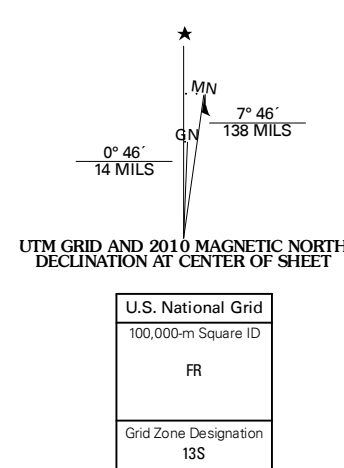 MN
7° 46´
138 MILS
GN
0° 46´
14 MILS
UTM GRID AND 2010 MAGNETIC NORTH
DECLINATION AT CENTER OF SHEET
U.S. National Grid
100,000-m Square ID
FR
Grid Zone Designation
13S